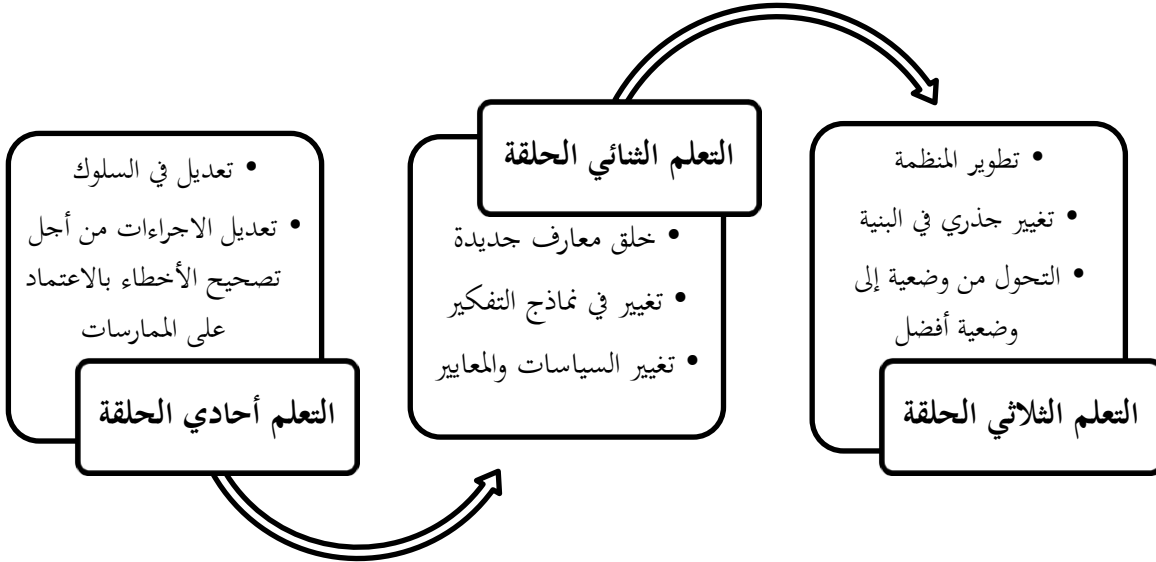 • تعديل في السلوك
• تعديل الاجراءات من أجل
تصحيح الأخطاء بالاعتماد
على الممارسات
التعلم أحادي الحلقة
التعلم الثنائي الحلقة
• خلق معارف جديدة
• تغيير في نماذج التفكير
• تغيير السياسات والمعايير
• تطوير المنظمة
• تغيير جذري في البنية
• التحول من وضعية إلى
وضعية أفضل
التعلم الثلاثي الحلقة